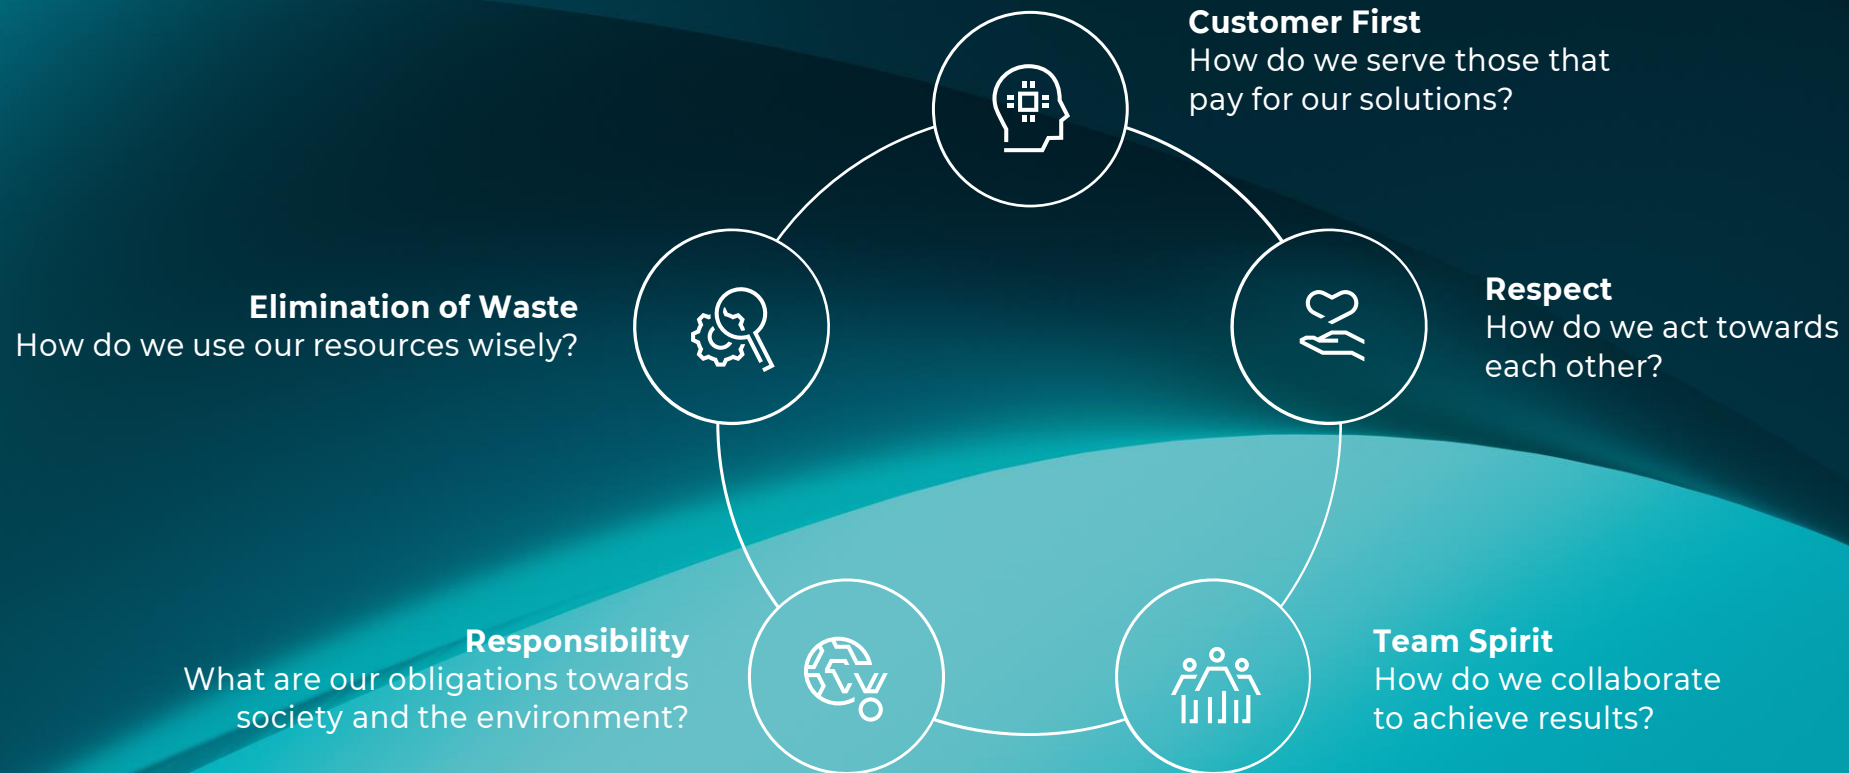 Customer First
How do we serve those that
pay for our solutions?
Elimination of Waste
How do we use our resources wisely?
Respect
How do we act towards
each other?
Responsibility
What are our obligations towards
society and the environment?
Team Spirit
How do we collaborate
to achieve results?